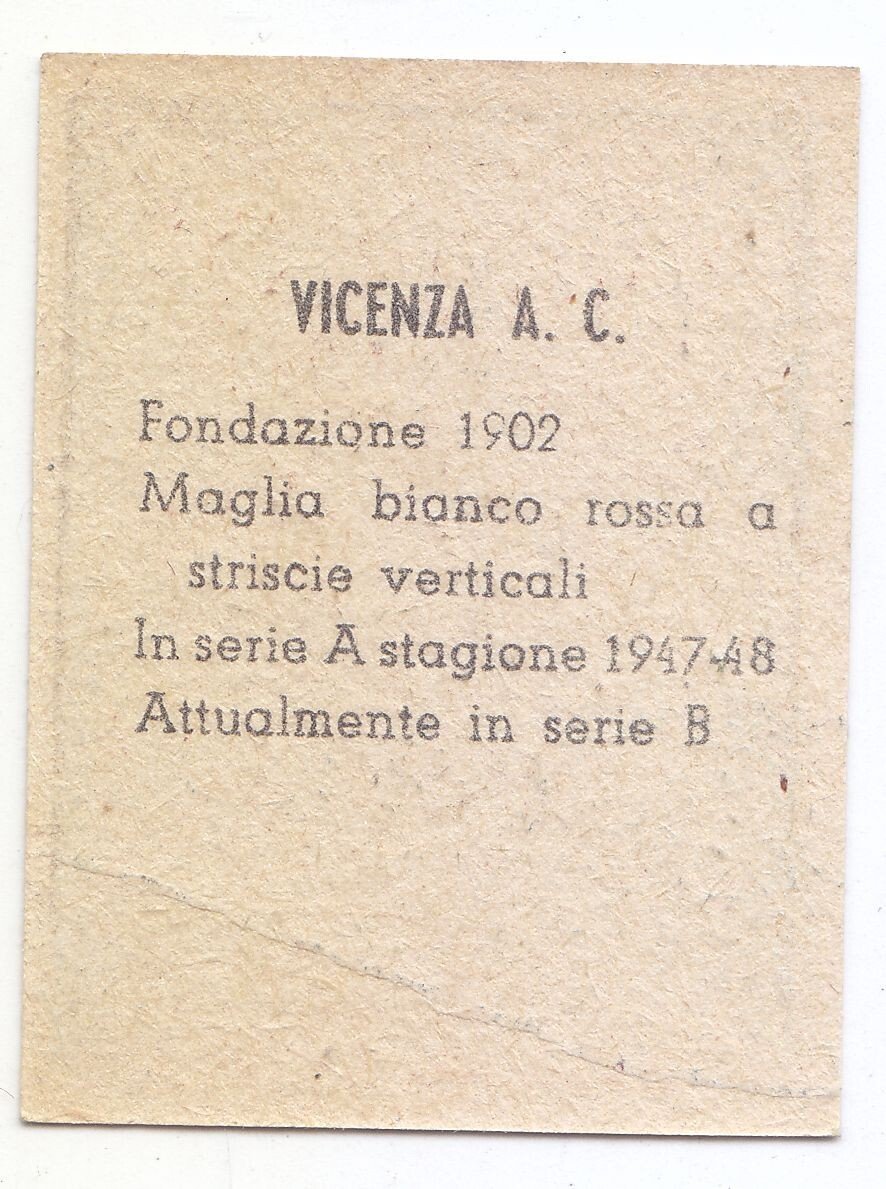 VICENZA A. C.
Fondazione 1902
Maglia bianco rossa a
striscie verticali
In serie A stagione 1947-48
Attualmente in serie B